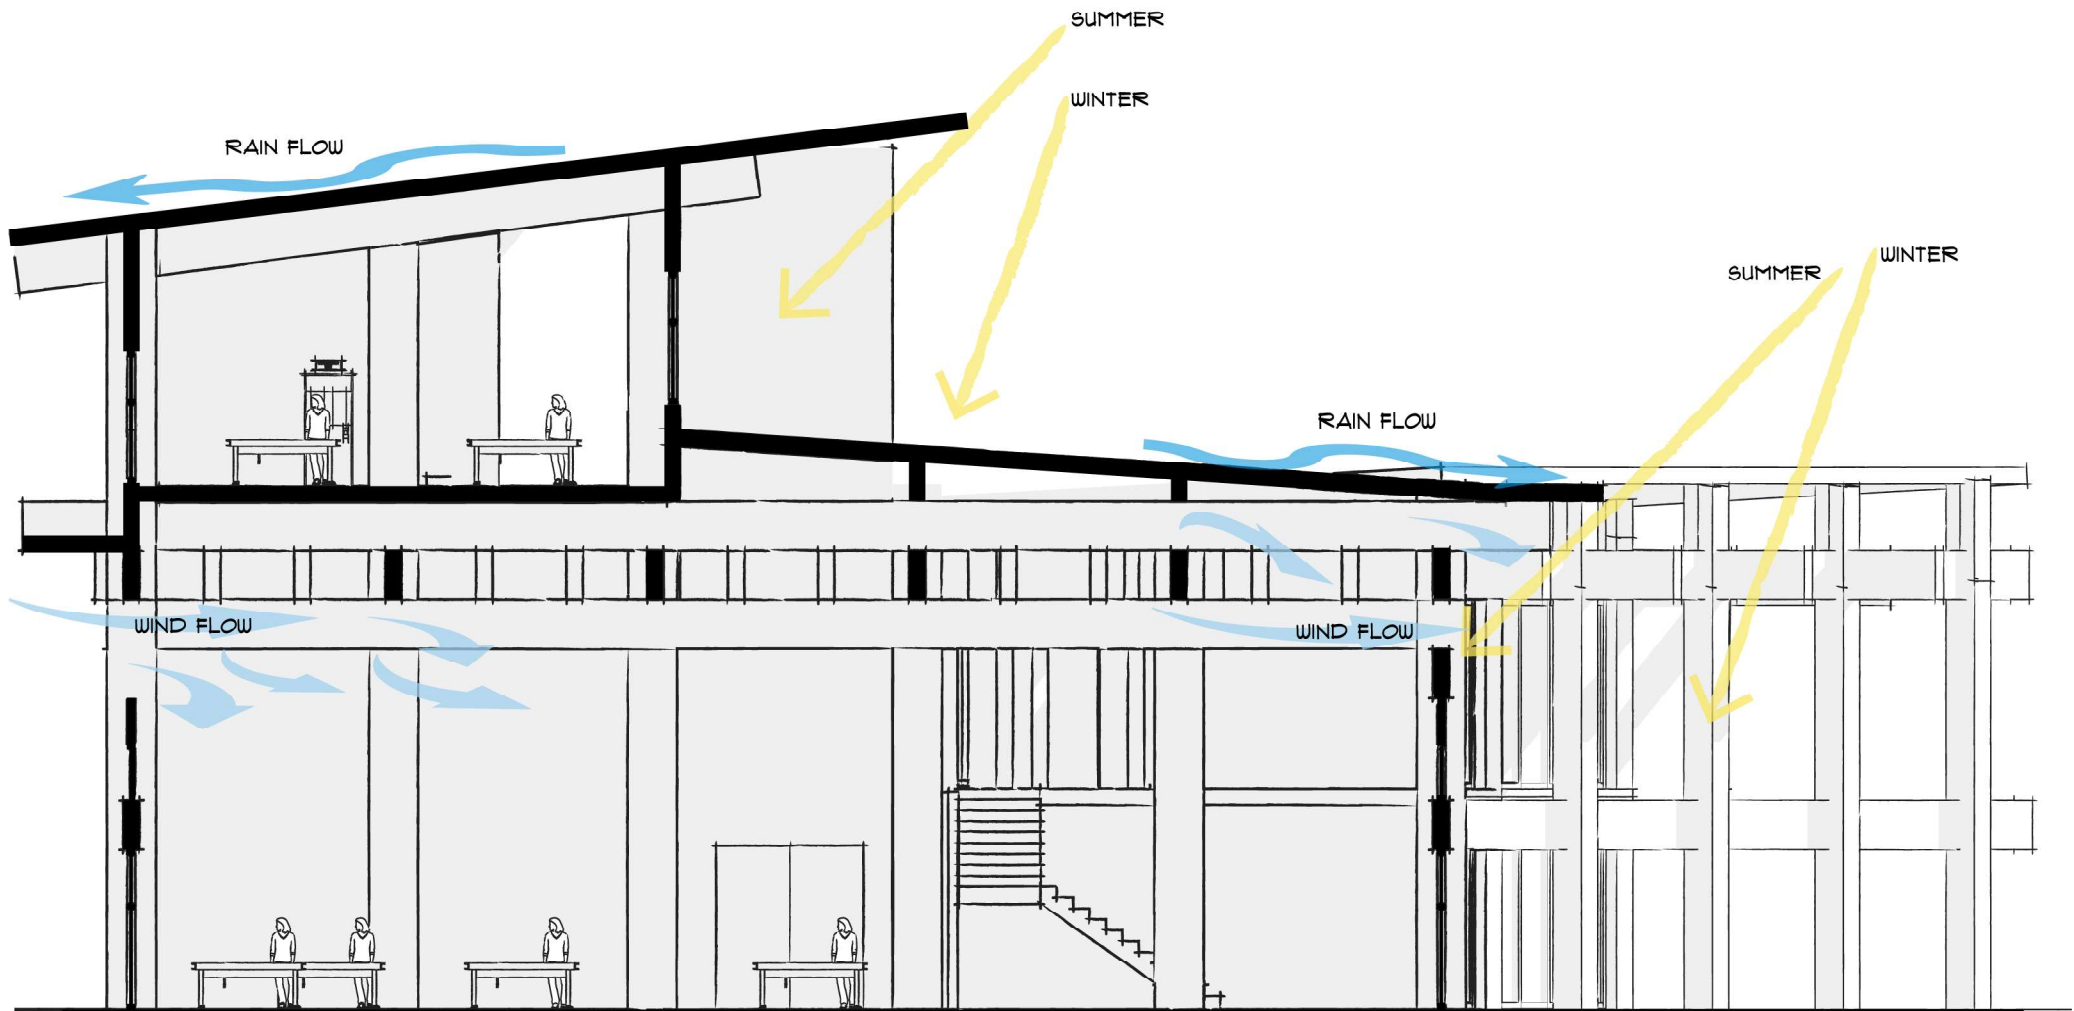 SUMMER
WINTER
RAIN FLOW
WINTER
SUMMER
RAIN FLOW
WIND FLOW
WIND FLOW